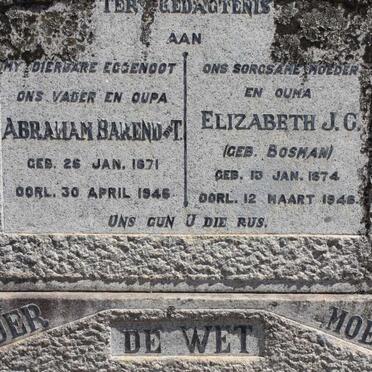 TER GEDAGTENIS
AAN
MY DIERBARE EGGENOOT
ONS VADER EN OUPA
ABRAHAM BAREND T.
GEB. 26 JAN. 1871
OORL. 30 APRIL 1946
ONS SORGSAME MOEDER
EN OUMA
ELIZABETH J. C.
(GEB. BOSMAN)
GEB. 13 JAN. 1874
OORL. 12 MAART 1948.
UNS GUN U DIE RUS.
DE WET